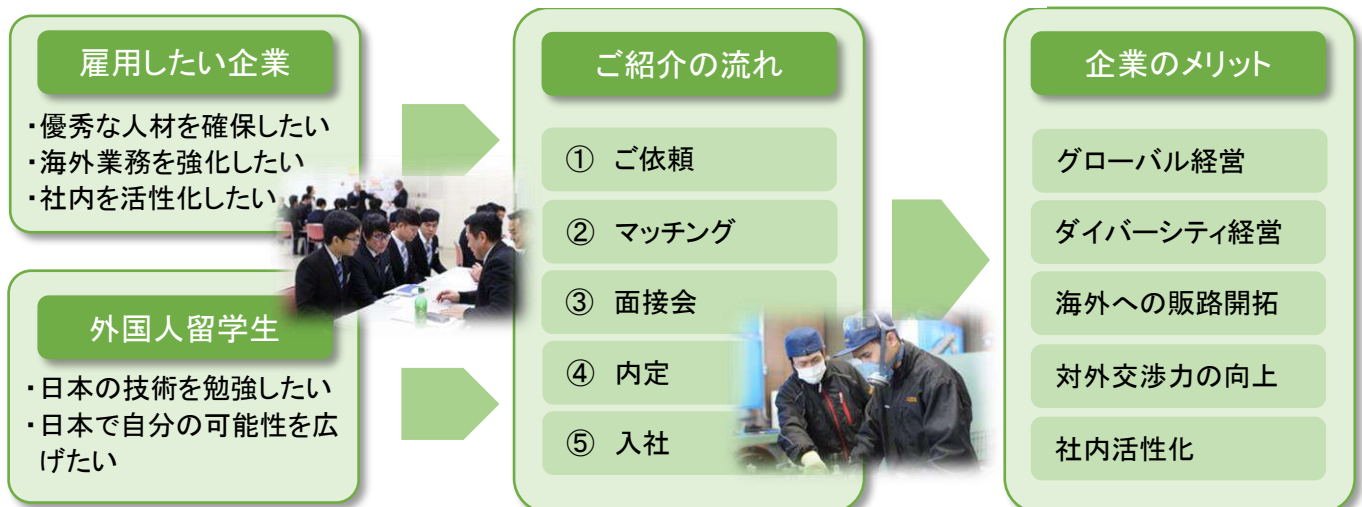 雇用したい企業
・優秀な人材を確保したい
・海外業務を強化したい
・社内を活性化したい
外国人留学生
・日本の技術を勉強したい
・日本で自分の可能性を広
げたい
ご紹介の流れ
① ご依頼
② マッチング
③ 面接会
④ 内定
⑤ 入社
企業のメリット
グローバル経営
ダイバーシティ経営
海外への販路開拓
対外交渉力の向上
社内活性化